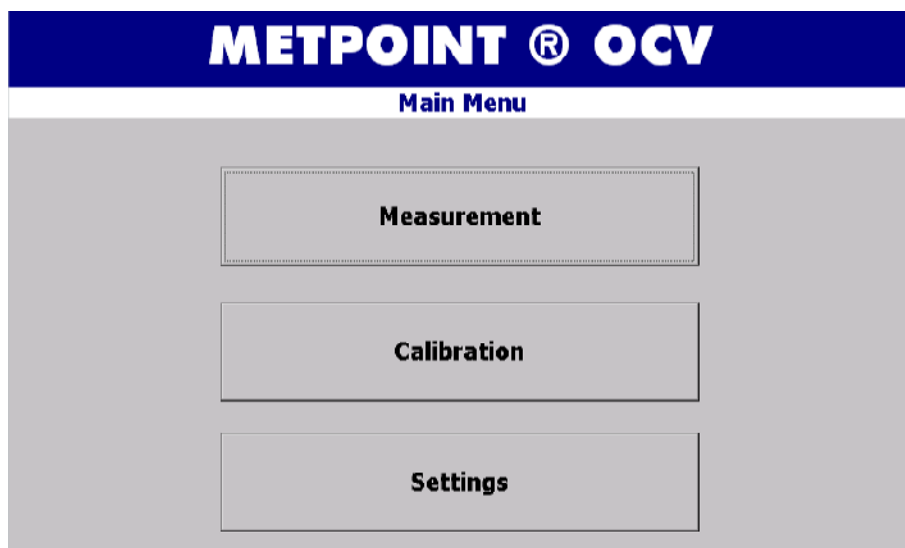 METPOINT ® OCV
Main Menu
Measurement
Calibration
Settings